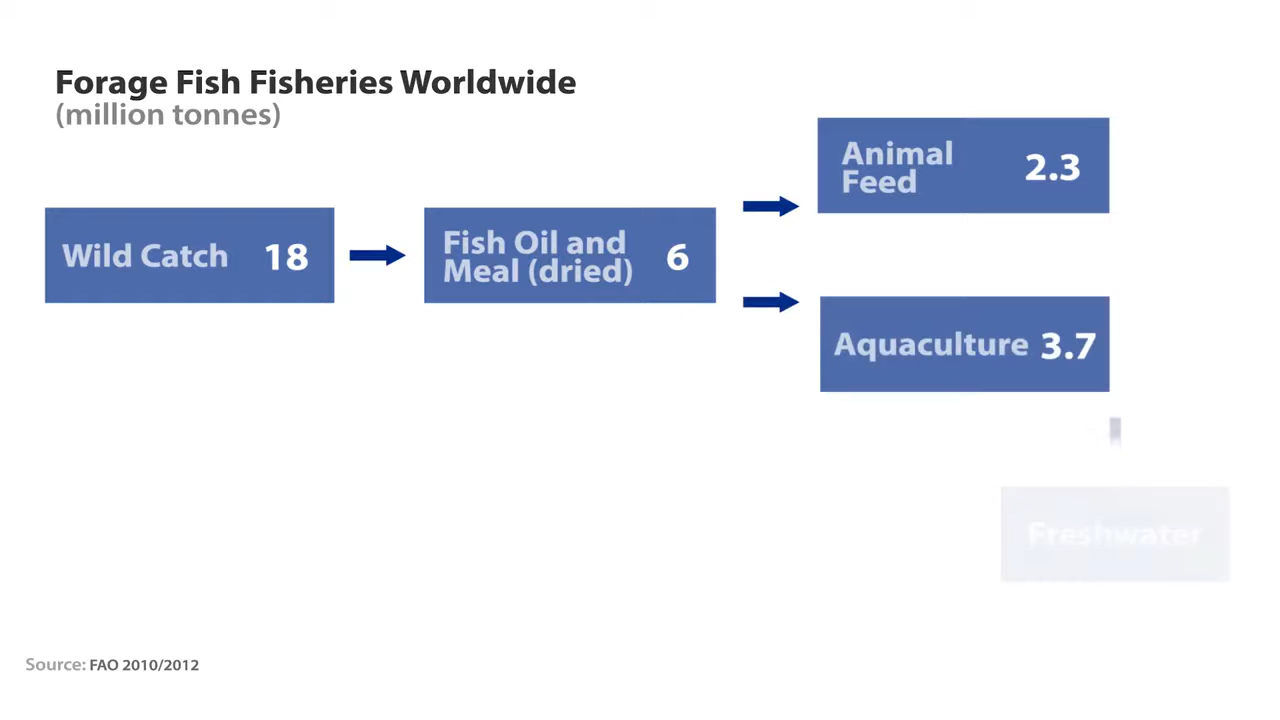 Forage Fish Fisheries Worldwide
(million tonnes)
Wild Catch 18
Fish Oil and
Meal (dried) 6
Animal
Feed 2.3
Aquaculture 3.7
Freshwater
Source: FAO 2010/2012